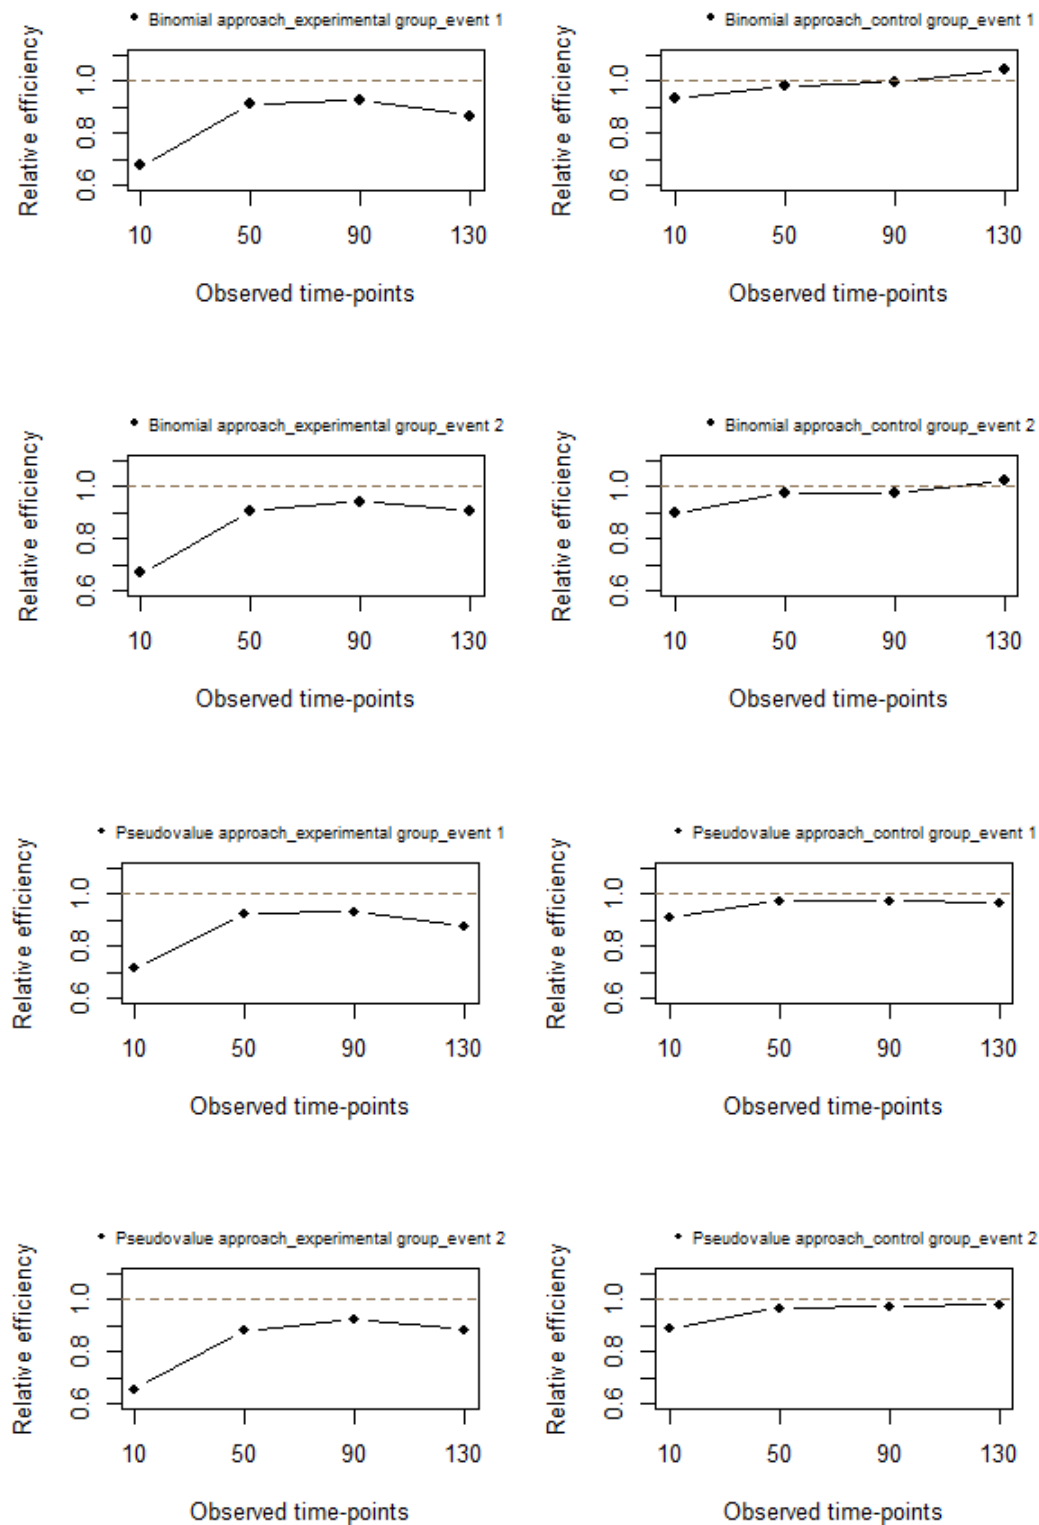 Binomial approach_experimental group_event 1
Relative efficiency
1.0
0.8
0.6
10 50 90 130
Observed time-points
Binomial approach_control group_event 1
Relative efficiency
1.0
0.8
0.6
10 50 90 130
Observed time-points
Binomial approach_experimental group_event 2
Relative efficiency
1.0
0.8
0.6
10 50 90 130
Observed time-points
Binomial approach_control group_event 2
Relative efficiency
1.0
0.8
0.6
10 50 90 130
Observed time-points
Pseudovalue approach_experimental group_event 1
Relative efficiency
1.0
0.8
0.6
10 50 90 130
Observed time-points
Pseudovalue approach_control group_event 1
Relative efficiency
1.0
0.8
0.6
10 50 90 130
Observed time-points
Pseudovalue approach_experimental group_event 2
Relative efficiency
1.0
0.8
0.6
10 50 90 130
Observed time-points
Pseudovalue approach_control group_event 2
Relative efficiency
1.0
0.8
0.6
10 50 90 130
Observed time-points